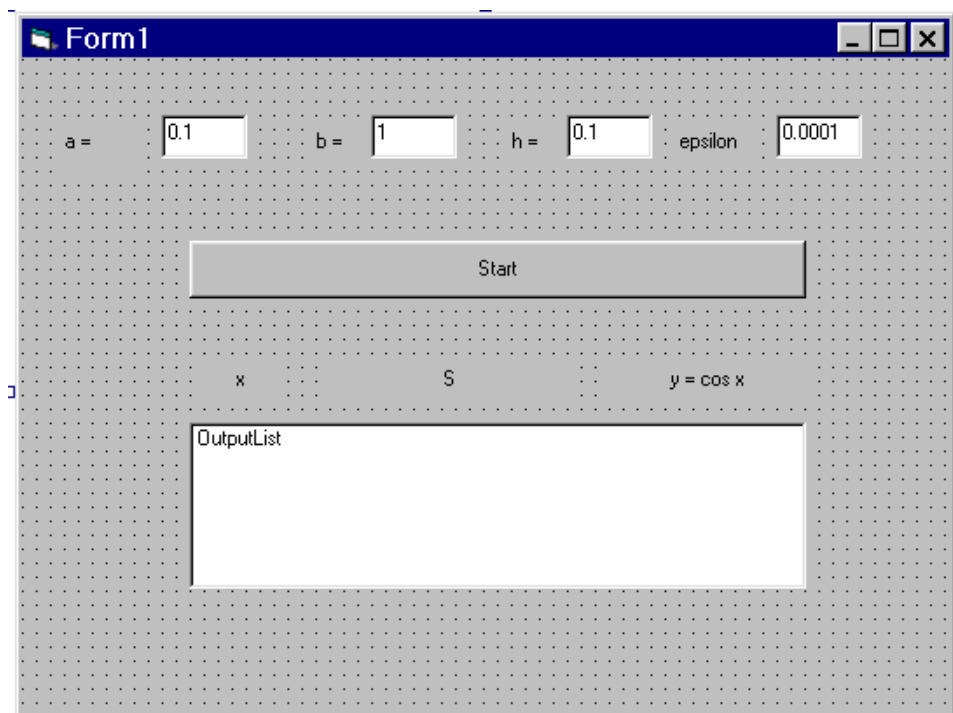 Form1
a = 0.1 b = 1 h = 0.1 epsilon 0.0001
Start
x S y = cos x
OutputList